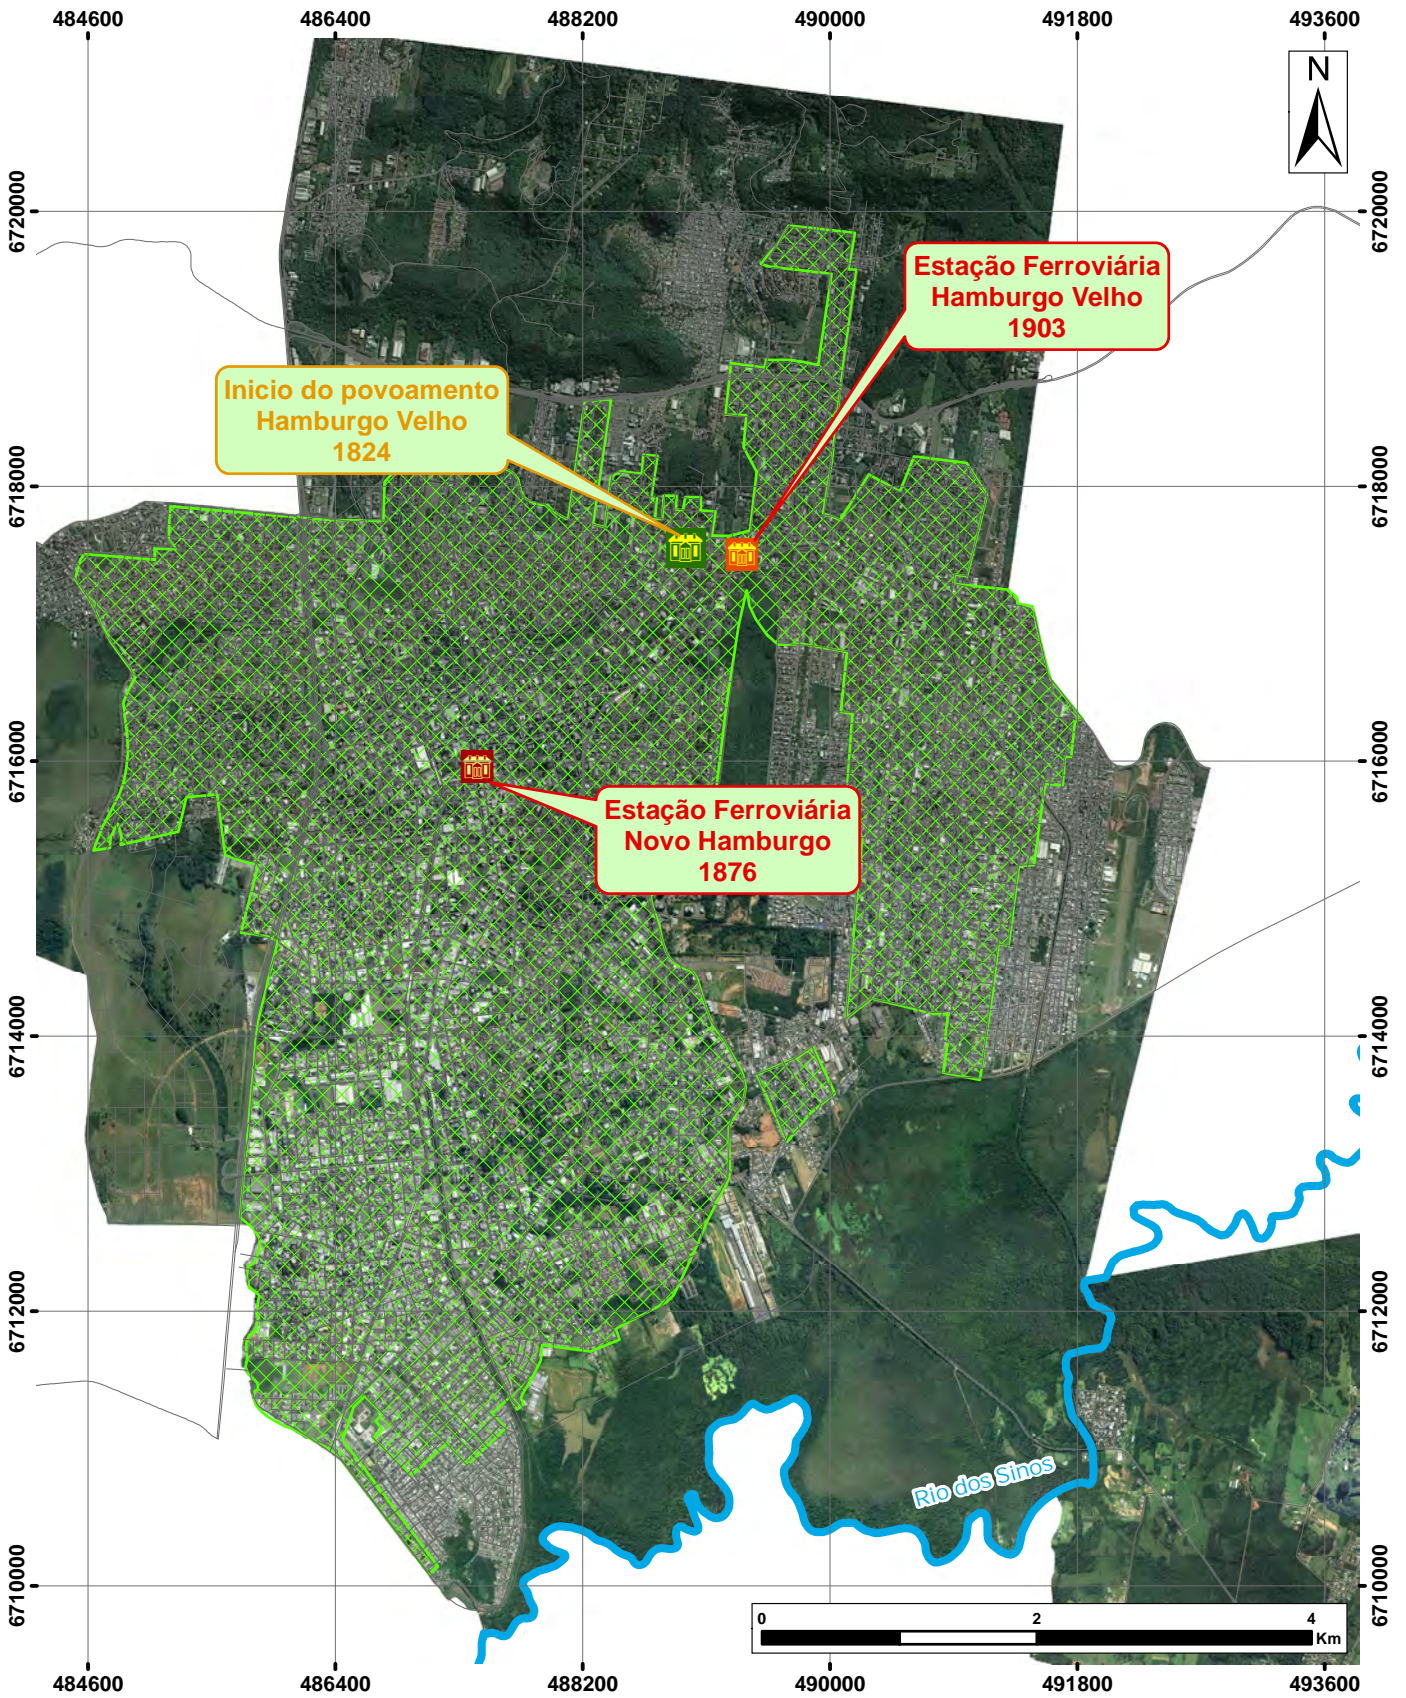 484600 486400 488200 490000 491800 493600
N
6720000 6720000
Estação Ferroviária
Hamburgo Velho
1903
Inicio do povoamento
Hamburgo Velho
1824
6718000 6718000
6716000 6716000
Estação Ferroviária
Novo Hamburgo
1876
6714000 6714000
6712000 6712000
Rio dos Sinos
6710000 6710000
0 2 4
Km
484600 486400 488200 490000 491800 493600